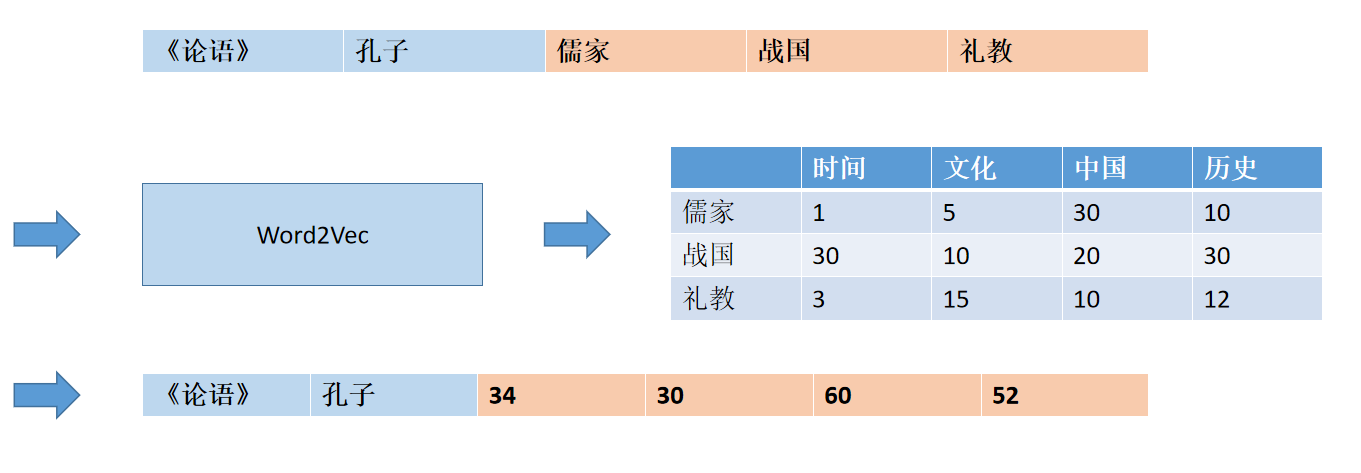 《论语》 孔子 儒家 战国 礼教
Word2Vec
时间 文化 中国 历史
儒家 1 5 30 10
战国 30 10 20 30
礼教 3 15 10 12
《论语》 孔子 34 30 60 52